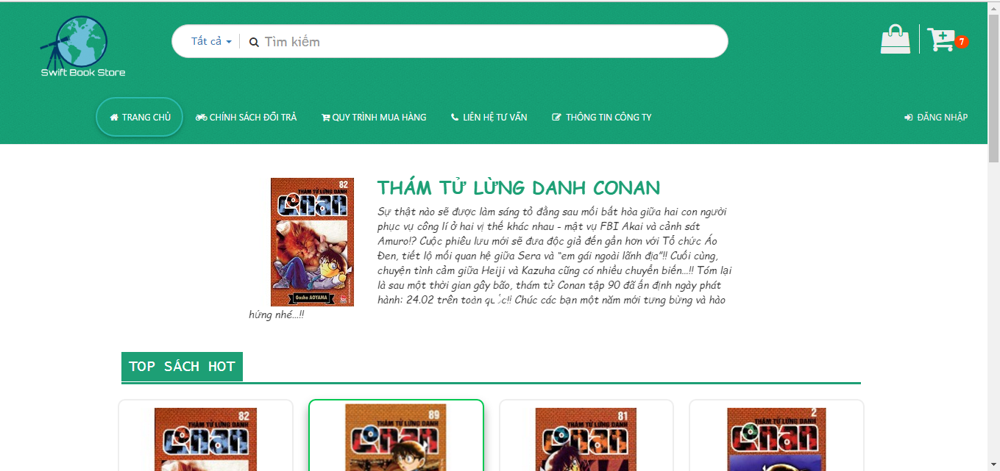 Swift Book Store
Tất cả
Tìm kiếm
7
TRANG CHỦ
CHÍNH SÁCH ĐỔI TRẢ
QUY TRÌNH MUA HÀNG
LIÊN HỆ TƯ VẤN
THÔNG TIN CÔNG TY
ĐĂNG NHẬP
82
THÁM TỬ LỪNG DANH
Conan
Gosho AOYAMA
THÁM TỬ LỪNG DANH CONAN
Sự thật nào sẽ được làm sáng tỏ đằng sau mối bất hòa giữa hai con người
phục vụ công lí ở hai vị thế khác nhau - mật vụ FBI Akai và cảnh sát
Amuro!? Cuộc phiêu lưu mới sẽ đưa độc giả đến gần hơn với Tổ chức Áo
Đen, tiết lộ mối quan hệ giữa Sera và “em gái ngoài lãnh địa”!! Cuối cùng,
chuyện tình cảm giữa Heiji và Kazuha cũng có nhiều chuyển biến...!! Tóm lại
là sau một thời gian gây bão, thám tử Conan tập 90 đã ấn định ngày phát
hành: 24.02 trên toàn quốc!! Chúc các bạn một năm mới tưng bừng và hào
hứng nhé...!!
TOP SÁCH HOT
82
THÁM TỬ LỪNG DANH
Conan
89
THÁM TỬ LỪNG DANH
Conan
81
THÁM TỬ LỪNG DANH
Conan
2
THÁM TỬ LỪNG DANH
Conan